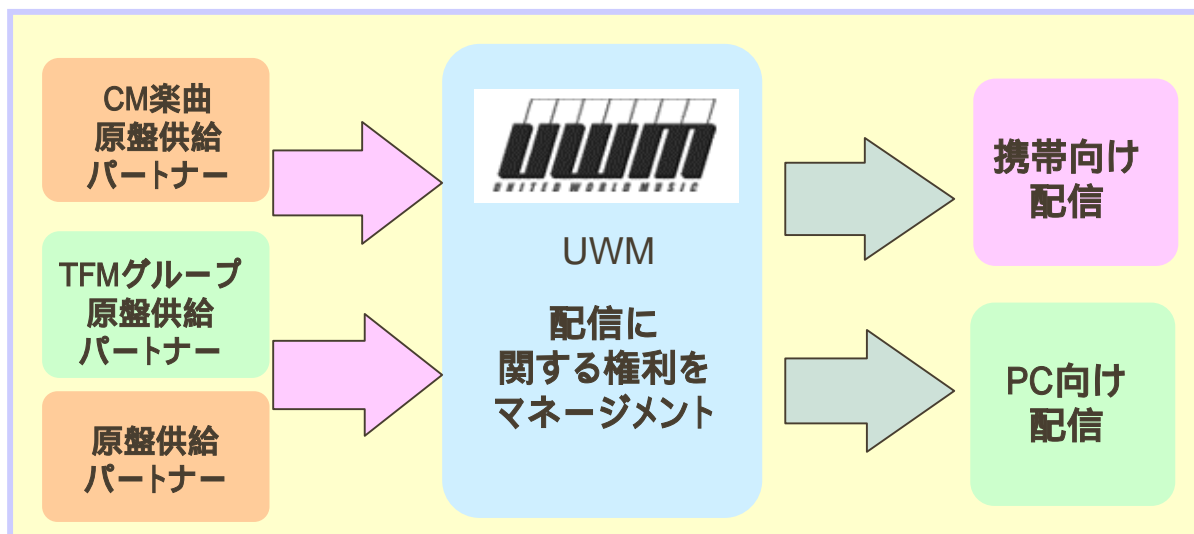 CM楽曲
原盤供給
パートナー
TFMグループ
原盤供給
パートナー
原盤供給
パートナー
uwm
UNITED WORLD MUSIC
UWM
配信に
関する権利を
マネージメント
携帯向け
配信
PC向け
配信